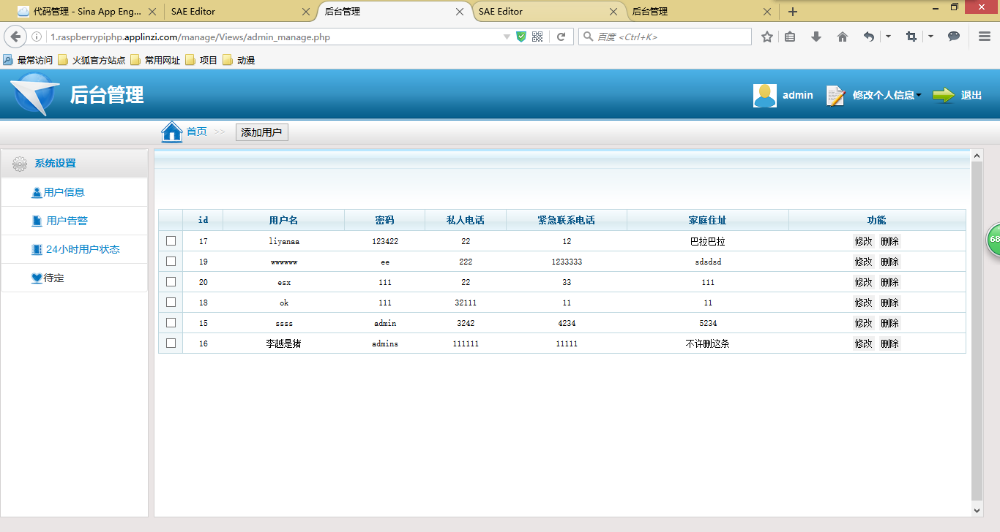 代码管理 - Sina App Eng... SAE Editor 后台管理 SAE Editor 后台管理
1.raspberrypiphp.applinzi.com/manage/Views/admin_manage.php 百度 <Ctrl+K>
最常访问 火狐官方站点 常用网址 项目 动漫
后台管理 admin 修改个人信息 退出
首页 >> 添加用户
系统设置
用户信息
用户告警
24小时用户状态
待定
id 用户名 密码 私人电话 紧急联系电话 家庭住址 功能
17 liyanaa 123422 22 12 巴拉巴拉 修改 删除
19 wwwwww ee 222 1233333 sdsdsd 修改 删除
20 esx 111 22 33 111 修改 删除
18 ok 111 32111 11 11 修改 删除
15 ssss admin 3242 4234 5234 修改 删除
16 李越是猪 admins 111111 11111 不许删这条 修改 删除
68